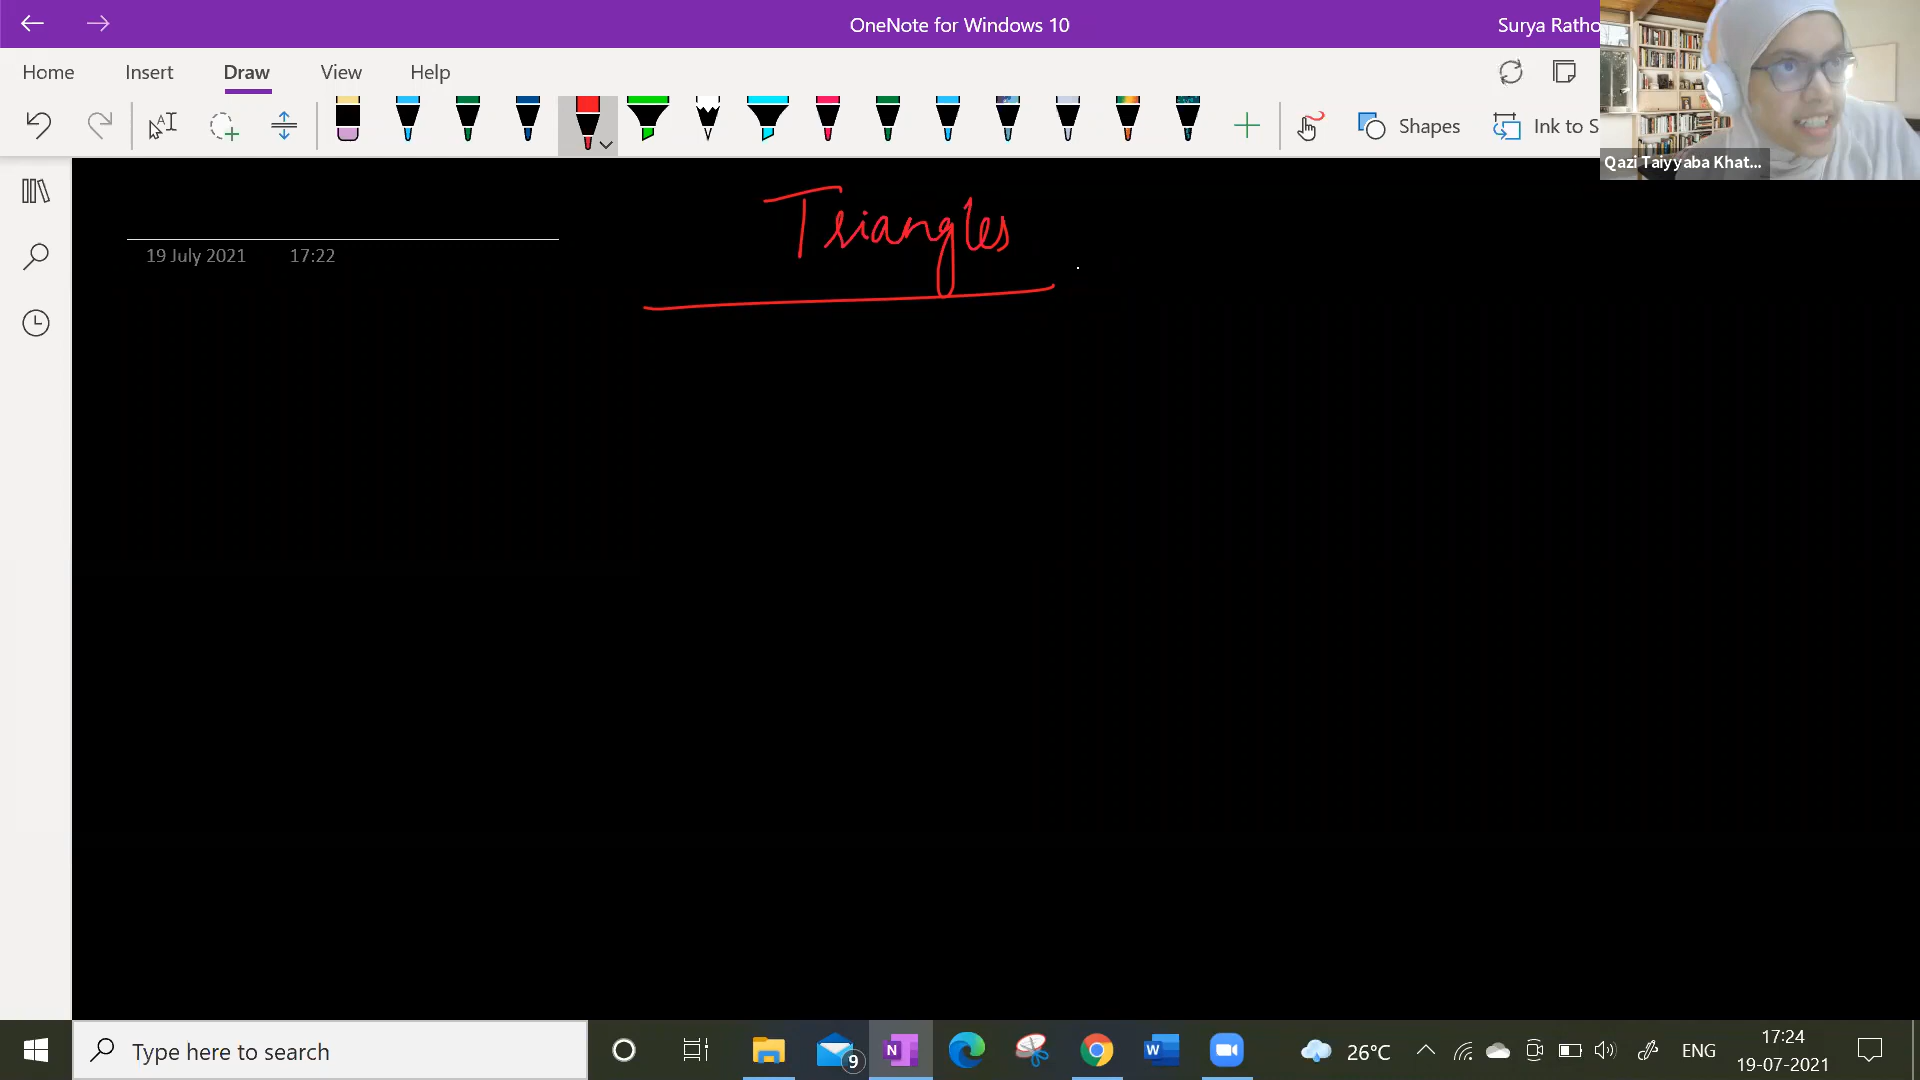 OneNote for Windows 10
Surya Ratho
Home Insert Draw View Help
Shapes Ink to S
Qazi Taiyyaba Khat...
Triangles
19 July 2021 17:22
Type here to search
9
26°C
ENG
17:24
19-07-2021